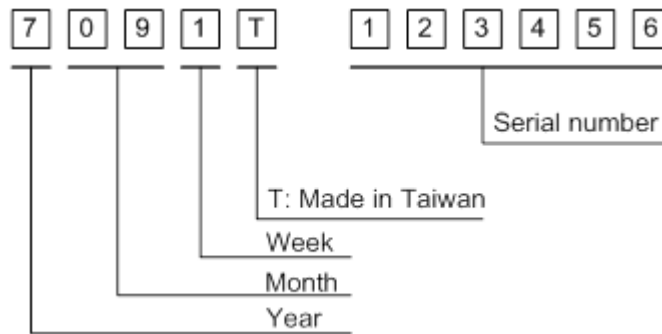 7 0 9 1 T 1 2 3 4 5 6
Serial number
T: Made in Taiwan
Week
Month
Year